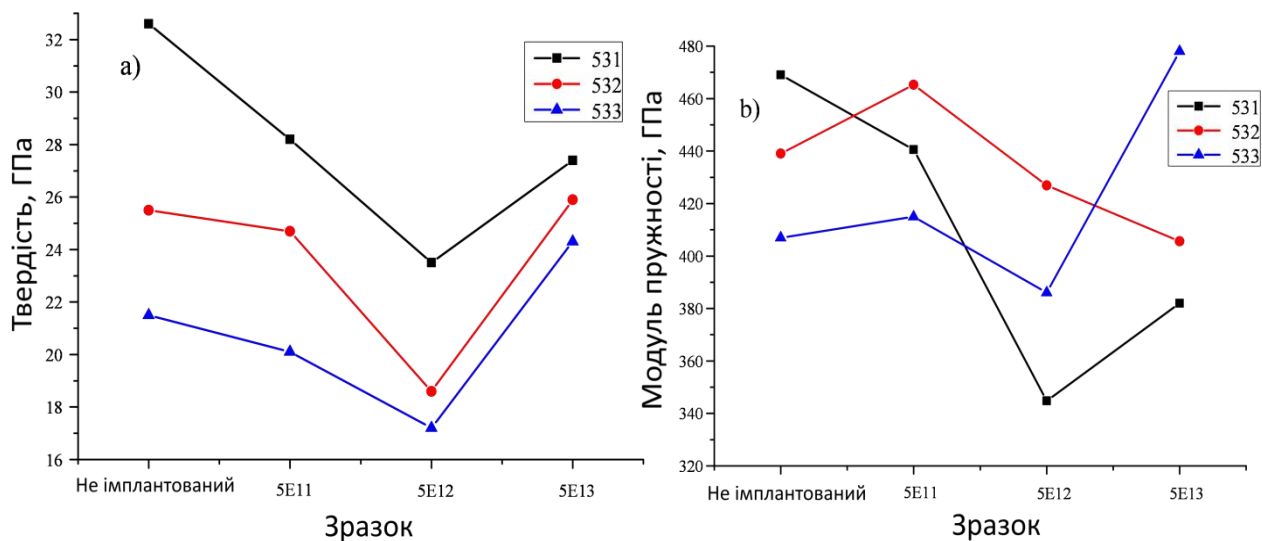 a)
531
532
533
Твердість, ГПа
32
30
28
26
24
22
20
18
16
Не імплантований
5E11
5E12
5E13
Зразок
b)
531
532
533
Модуль пружності, ГПа
480
460
440
420
400
380
360
340
320
Не імплантований
5E11
5E12
5E13
Зразок